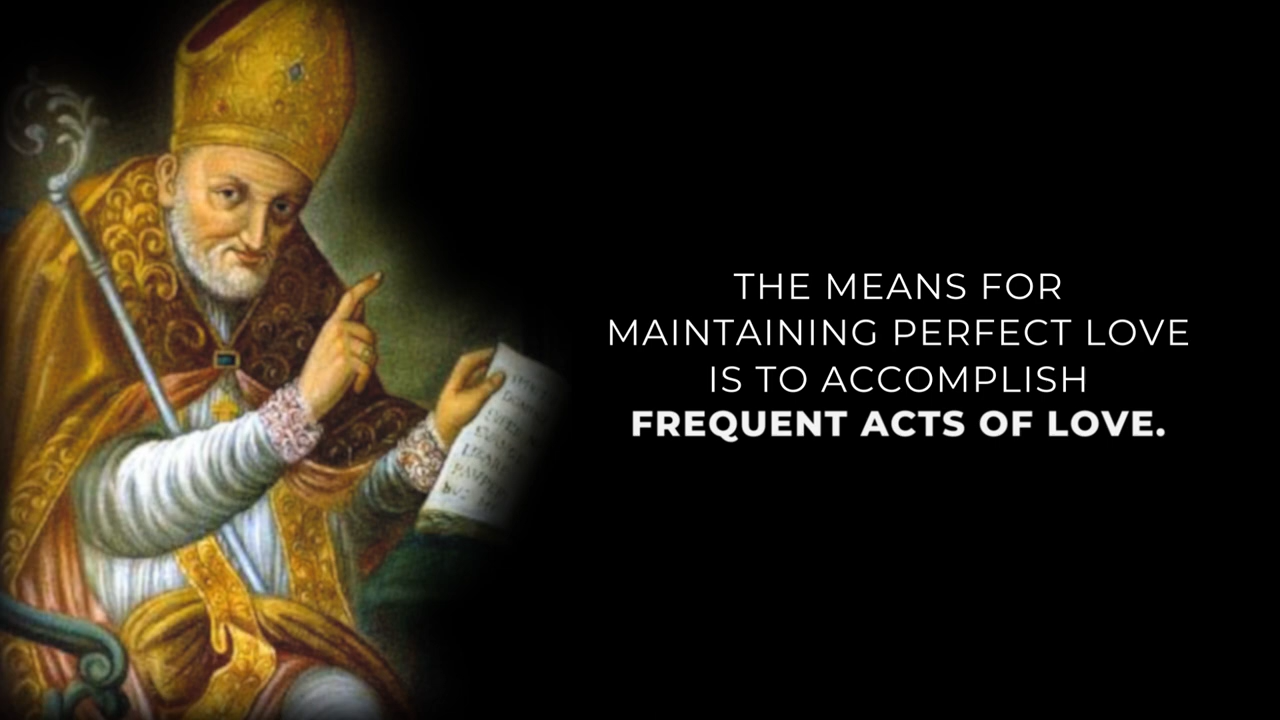 THE MEANS FOR
MAINTAINING PERFECT LOVE
IS TO ACCOMPLISH
FREQUENT ACTS OF LOVE.